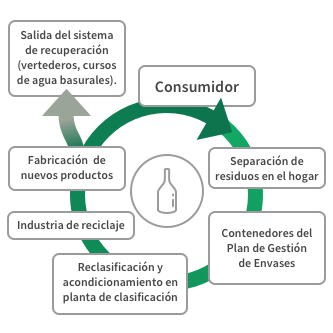 Salida del sistema
de recuperación
(vertederos, cursos
de agua basurales).
Consumidor
Separación de
residuos en el hogar
Contenedores del
Plan de Gestión
de Envases
Reclasificación y
acondicionamiento en
planta de clasificación
Industria de reciclaje
Fabricación de
nuevos productos